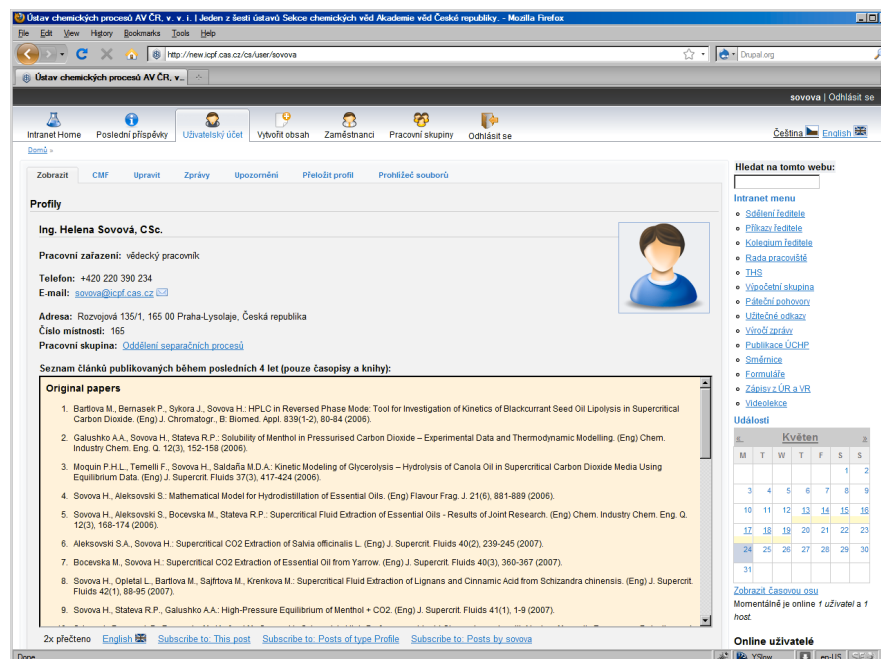 Ústav chemických procesů AV ČR, v. v. i. | Jeden z šesti ústavů Sekce chemických věd Akademie věd České republiky. - Mozilla Firefox
File Edit View History Bookmarks Tools Help
http://new.icpf.cas.cz/cs/user/sovova
Drupal.org
Ústav chemických procesů AV ČR, v...
sovova | Odhlásit se
Intranet Home Poslední příspěvky Uživatelský účet Vytvořit obsah Zaměstnanci Pracovní skupiny Odhlásit se
Čeština English
Domů »
Zobrazit CMF Upravit Zprávy Upozornění Přeložit profil Prohlížeč souborů
Profily
Ing. Helena Sovová, CSc.
Pracovní zařazení: vědecký pracovník
Telefon: +420 220 390 234
E-mail: sovova@icpf.cas.cz
Adresa: Rozvojová 135/1, 165 00 Praha-Lysolaje, Česká republika
Číslo místnosti: 165
Pracovní skupina: Oddělení separačních procesů
Seznam článků publikovaných během posledních 4 let (pouze časopisy a knihy):
Original papers
1. Bartlova M., Bernasek P., Sykora J., Sovova H.: HPLC in Reversed Phase Mode: Tool for Investigation of Kinetics of Blackcurrant Seed Oil Lipolysis in Supercritical
Carbon Dioxide. (Eng) J. Chromatogr., B: Biomed. Appl. 839(1-2), 80-84 (2006).
2. Galushko A.A., Sovova H., Stateva R.P.: Solubility of Menthol in Pressurised Carbon Dioxide – Experimental Data and Thermodynamic Modelling. (Eng) Chem.
Industry Chem. Eng. Q. 12(3), 152-158 (2006).
3. Moquin P.H.L., Temelli F., Sovova H., Saldaña M.D.A.: Kinetic Modeling of Glycerolysis – Hydrolysis of Canola Oil in Supercritical Carbon Dioxide Media Using
Equilibrium Data. (Eng) J. Supercrit. Fluids 37(3), 417-424 (2006).
4. Sovova H., Aleksovski S.: Mathematical Model for Hydrodistillation of Essential Oils. (Eng) Flavour Frag. J. 21(6), 881-889 (2006).
5. Sovova H., Aleksovski S., Bocevska M., Stateva R.P.: Supercritical Fluid Extraction of Essential Oils - Results of Joint Research. (Eng) Chem. Industry Chem. Eng. Q.
12(3), 168-174 (2006).
6. Aleksovski S.A., Sovova H.: Supercritical CO2 Extraction of Salvia officinalis L. (Eng) J. Supercrit. Fluids 40(2), 239-245 (2007).
7. Bocevska M., Sovova H.: Supercritical CO2 Extraction of Essential Oil from Yarrow. (Eng) J. Supercrit. Fluids 40(3), 360-367 (2007).
8. Sovova H., Opletal L., Bartlova M., Sajfrtova M., Krenkova M.: Supercritical Fluid Extraction of Lignans and Cinnamic Acid from Schizandra chinensis. (Eng) J. Supercrit.
Fluids 42(1), 88-95 (2007).
9. Sovova H., Stateva R.P., Galushko A.A.: High-Pressure Equilibrium of Menthol + CO2. (Eng) J. Supercrit. Fluids 41(1), 1-9 (2007).
2x přečteno English Subscribe to: This post Subscribe to: Posts of type Profile Subscribe to: Posts by sovova
Hledat na tomto webu:
Intranet menu
Sdělení ředitele
Příkazy ředitele
Kolegium ředitele
Rada pracoviště
THS
Výpočetní skupina
Páteční pohovory
Užitečné odkazy
Výročí zprávy
Publikace ÚCHP
Směrnice
Formuláře
Zápisy z ÚR a VR
Videolekce
Události
« Květen »
M T W T F S S
1 2
3 4 5 6 7 8 9
10 11 12 13 14 15 16
17 18 19 20 21 22 23
24 25 26 27 28 29 30
31
Zobrazit časovou osu
Momentálně je online 1 uživatel a 1
host.
Online uživatelé
Done
YSlow
en-US